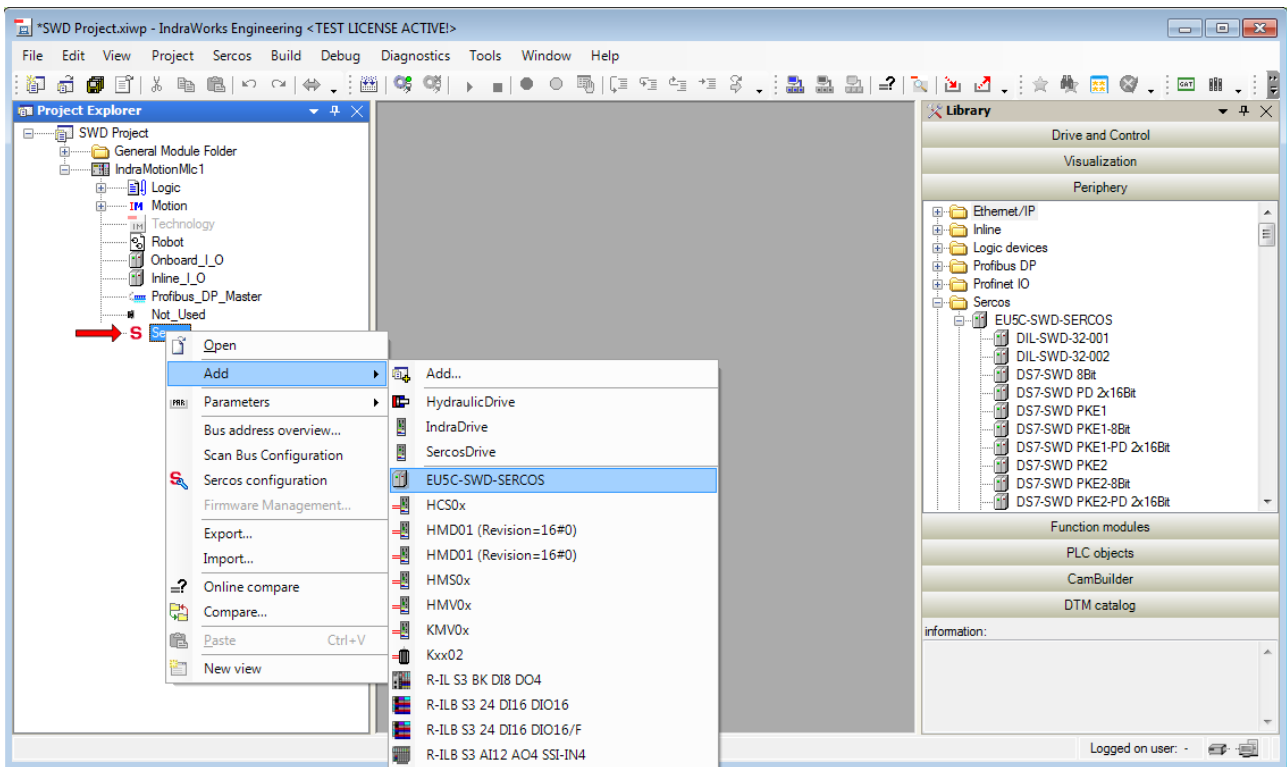 *SWD Project.xiwp - IndraWorks Engineering <TEST LICENSE ACTIVE!>
File Edit View Project Sercos Build Debug Diagnostics Tools Window Help
Project Explorer
SWD Project
General Module Folder
IndraMotionMlc1
Logic
IM Motion
IM Technology
Robot
Onboard_I_O
Inline_I_O
Profibus_DP_Master
Not_Used
S
Open
Add
PAR Parameters
Bus address overview...
Scan Bus Configuration
S Sercos configuration
Firmware Management...
Export...
Import...
Online compare
Compare...
Paste Ctrl+V
New view
Add...
HydraulicDrive
IndraDrive
SercosDrive
EU5C-SWD-SERCOS
HCS0x
HMD01 (Revision=16#0)
HMD01 (Revision=16#0)
HMS0x
HMV0x
KMV0x
Kxx02
R-IL S3 BK DI8 DO4
R-ILB S3 24 DI16 DIO16
R-ILB S3 24 DI16 DIO16/F
R-ILB S3 AI12 AO4 SSI-IN4
Library
Drive and Control
Visualization
Periphery
Ethernet/IP
Inline
Logic devices
Profibus DP
Profinet IO
Sercos
EU5C-SWD-SERCOS
DIL-SWD-32-001
DIL-SWD-32-002
DS7-SWD 8Bit
DS7-SWD PD 2x16Bit
DS7-SWD PKE1
DS7-SWD PKE1-8Bit
DS7-SWD PKE1-PD 2x16Bit
DS7-SWD PKE2
DS7-SWD PKE2-8Bit
DS7-SWD PKE2-PD 2x16Bit
Function modules
PLC objects
CamBuilder
DTM catalog
information:
Logged on user: -